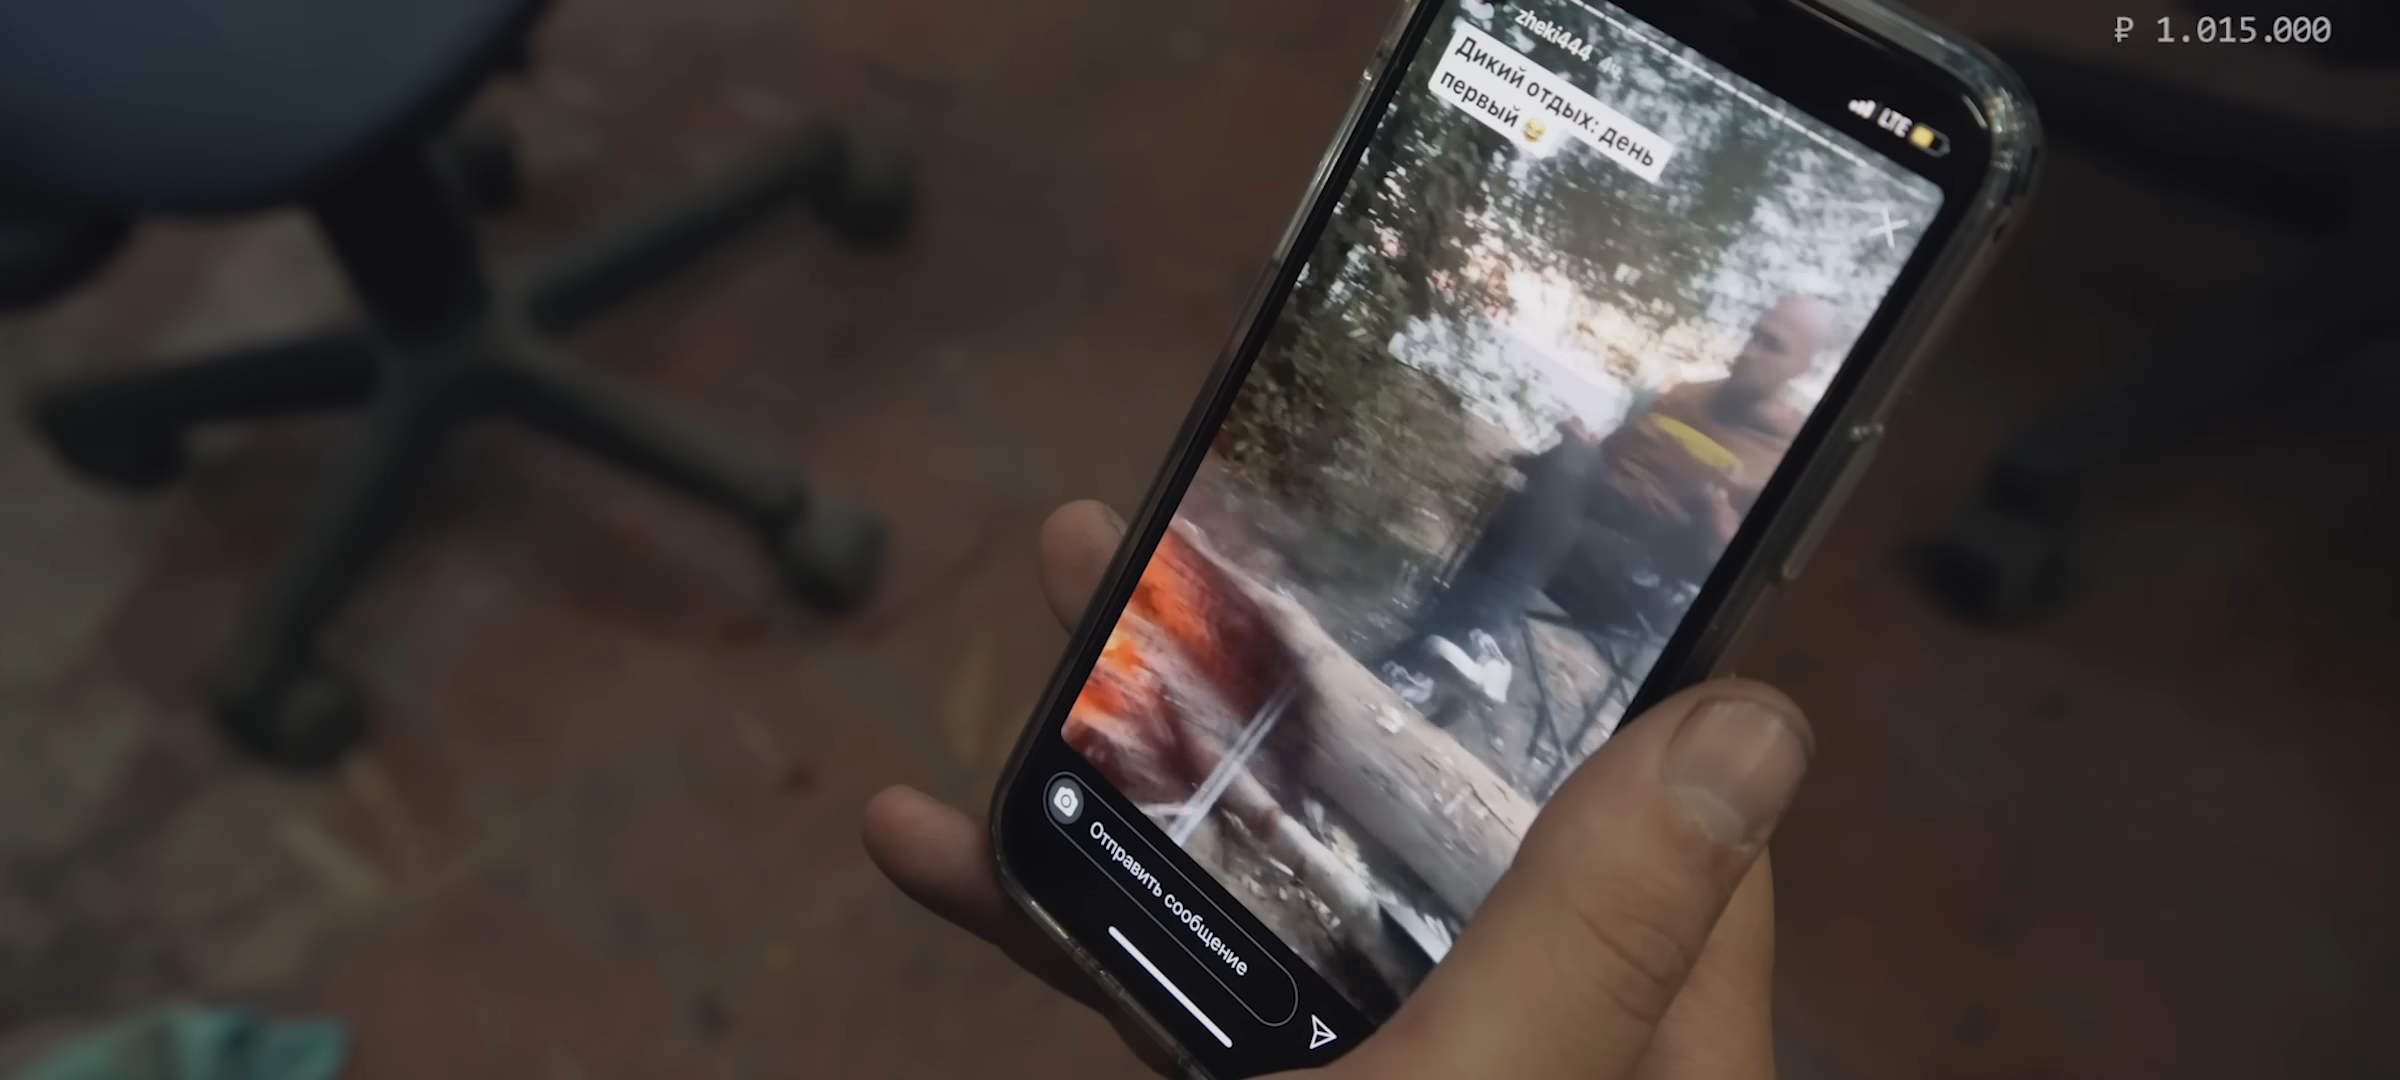 ₽ 1.015.000
zheki444
Дикий отдых: день
первый 😂
LTE
Отправить сообщение